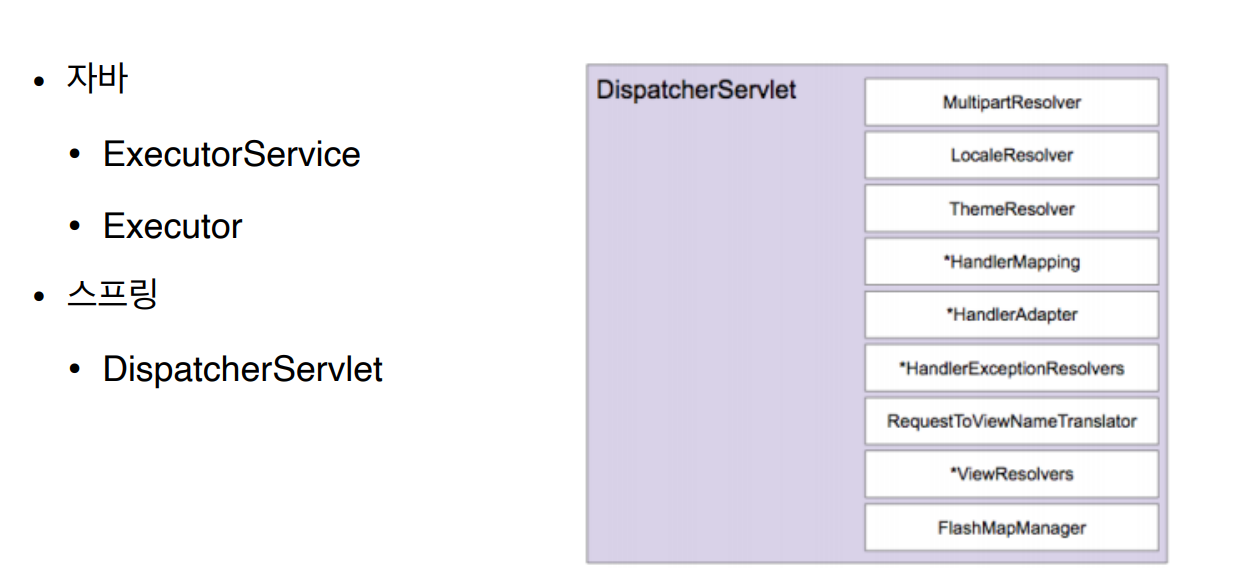 자바
ExecutorService
Executor
스프링
DispatcherServlet
DispatcherServlet
MultipartResolver
LocaleResolver
ThemeResolver
*HandlerMapping
*HandlerAdapter
*HandlerExceptionResolvers
RequestToViewNameTranslator
*ViewResolvers
FlashMapManager